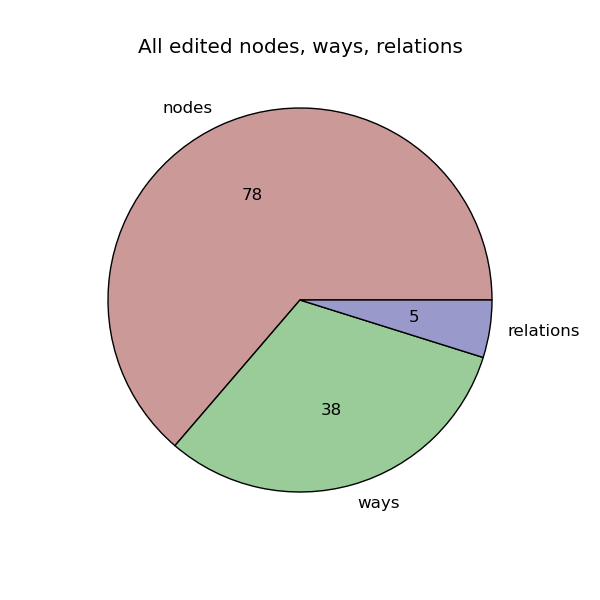 All edited nodes, ways, relations
nodes
78
5
relations
38
ways